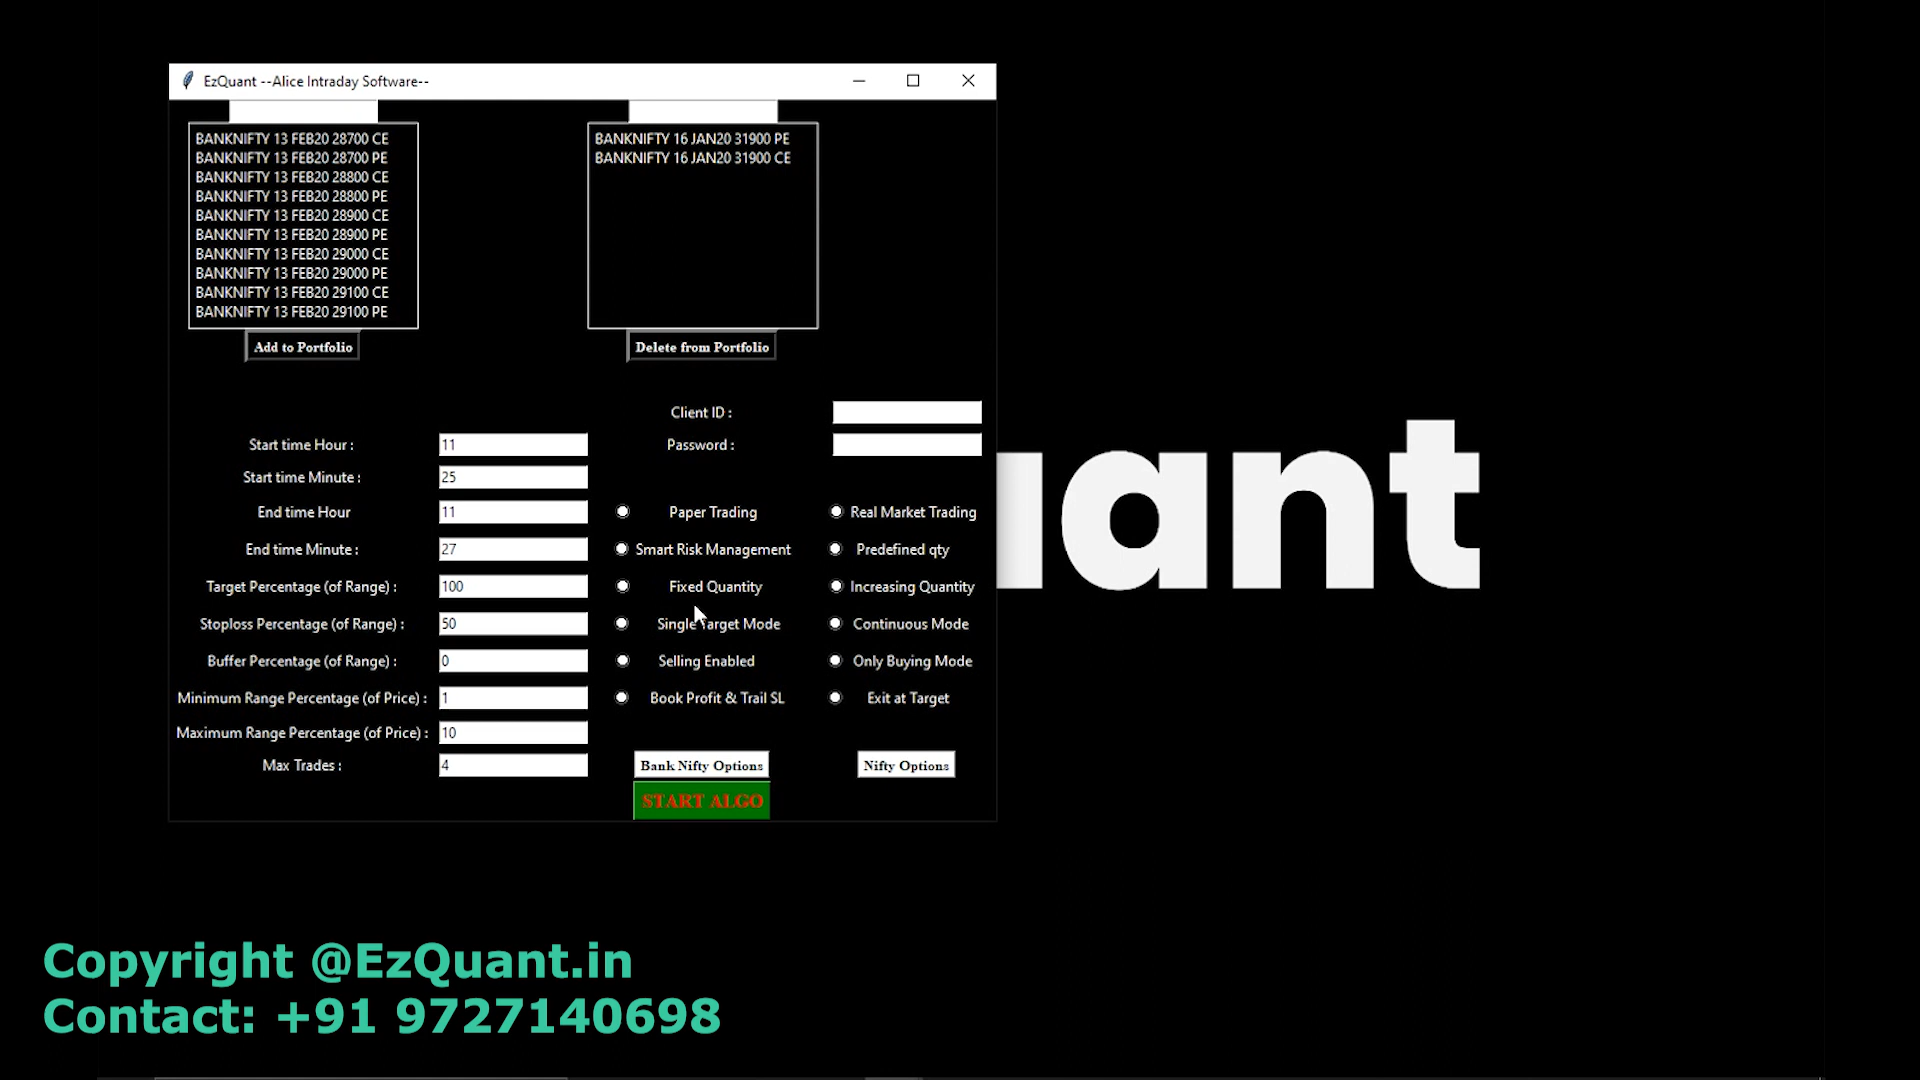 EzQuant --Alice Intraday Software--
BANKNIFTY 13 FEB20 28700 CE
BANKNIFTY 13 FEB20 28700 PE
BANKNIFTY 13 FEB20 28800 CE
BANKNIFTY 13 FEB20 28800 PE
BANKNIFTY 13 FEB20 28900 CE
BANKNIFTY 13 FEB20 28900 PE
BANKNIFTY 13 FEB20 29000 CE
BANKNIFTY 13 FEB20 29000 PE
BANKNIFTY 13 FEB20 29100 CE
BANKNIFTY 13 FEB20 29100 PE
Add to Portfolio
BANKNIFTY 16 JAN20 31900 PE
BANKNIFTY 16 JAN20 31900 CE
Delete from Portfolio
Client ID :
Password :
Start time Hour : 11
Start time Minute : 25
End time Hour 11
End time Minute : 27
Target Percentage (of Range) : 100
Stoploss Percentage (of Range) : 50
Buffer Percentage (of Range) : 0
Minimum Range Percentage (of Price) : 1
Maximum Range Percentage (of Price) : 10
Max Trades : 4
Paper Trading Real Market Trading
Smart Risk Management Predefined qty
Fixed Quantity Increasing Quantity
Single Target Mode Continuous Mode
Selling Enabled Only Buying Mode
Book Profit & Trail SL Exit at Target
Bank Nifty Options Nifty Options
START ALGO
uant
Copyright @EzQuant.in
Contact: +91 9727140698